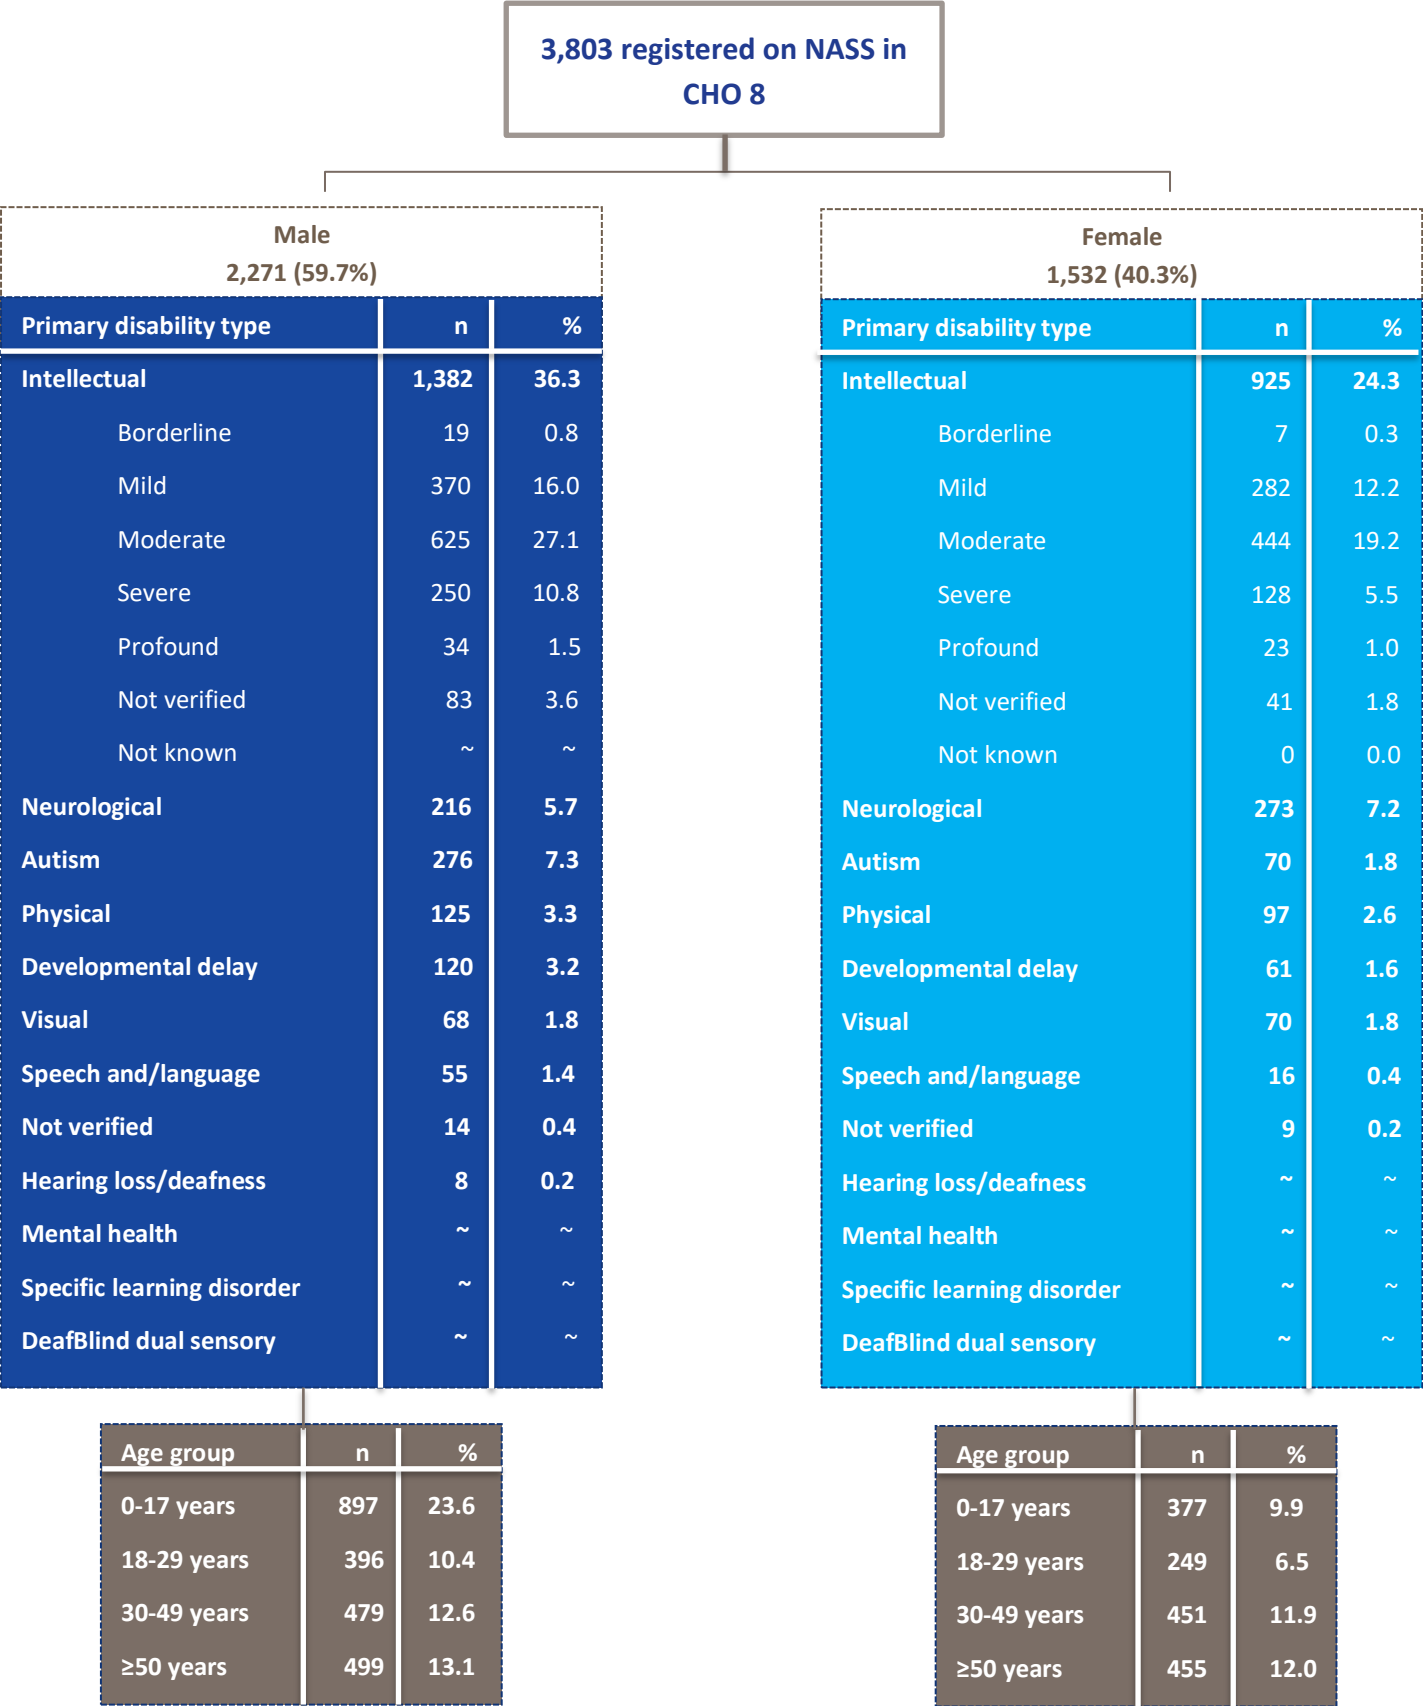 3,803 registered on NASS in
CHO 8
Male
2,271 (59.7%)
Primary disability type n %
Intellectual 1,382 36.3
Borderline 19 0.8
Mild 370 16.0
Moderate 625 27.1
Severe 250 10.8
Profound 34 1.5
Not verified 83 3.6
Not known ~ ~
Neurological 216 5.7
Autism 276 7.3
Physical 125 3.3
Developmental delay 120 3.2
Visual 68 1.8
Speech and/language 55 1.4
Not verified 14 0.4
Hearing loss/deafness 8 0.2
Mental health ~ ~
Specific learning disorder ~ ~
DeafBlind dual sensory ~ ~
Age group n %
0-17 years 897 23.6
18-29 years 396 10.4
30-49 years 479 12.6
≥50 years 499 13.1
Female
1,532 (40.3%)
Primary disability type n %
Intellectual 925 24.3
Borderline 7 0.3
Mild 282 12.2
Moderate 444 19.2
Severe 128 5.5
Profound 23 1.0
Not verified 41 1.8
Not known 0 0.0
Neurological 273 7.2
Autism 70 1.8
Physical 97 2.6
Developmental delay 61 1.6
Visual 70 1.8
Speech and/language 16 0.4
Not verified 9 0.2
Hearing loss/deafness ~ ~
Mental health ~ ~
Specific learning disorder ~ ~
DeafBlind dual sensory ~ ~
Age group n %
0-17 years 377 9.9
18-29 years 249 6.5
30-49 years 451 11.9
≥50 years 455 12.0